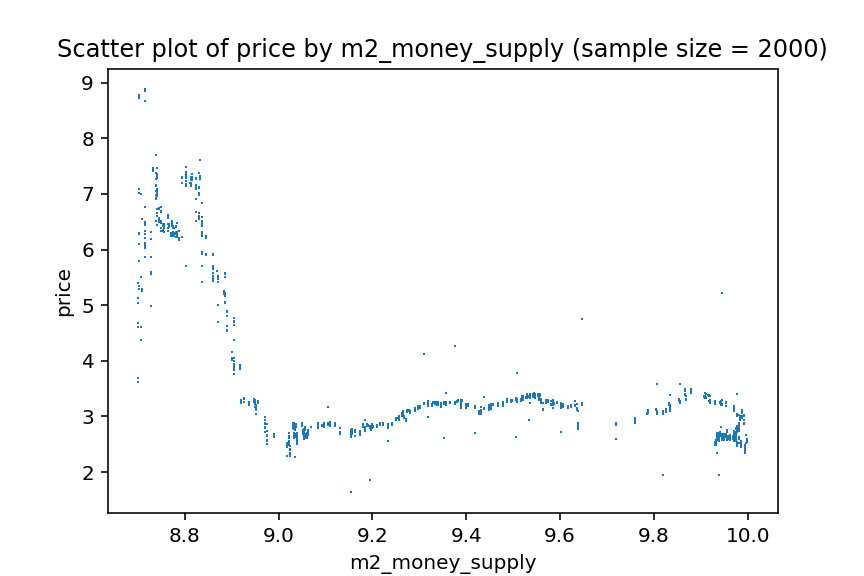 Scatter plot of price by m2_money_supply (sample size = 2000)
9
8
7
6
5
4
3
2
price
8.8 9.0 9.2 9.4 9.6 9.8 10.0
m2_money_supply